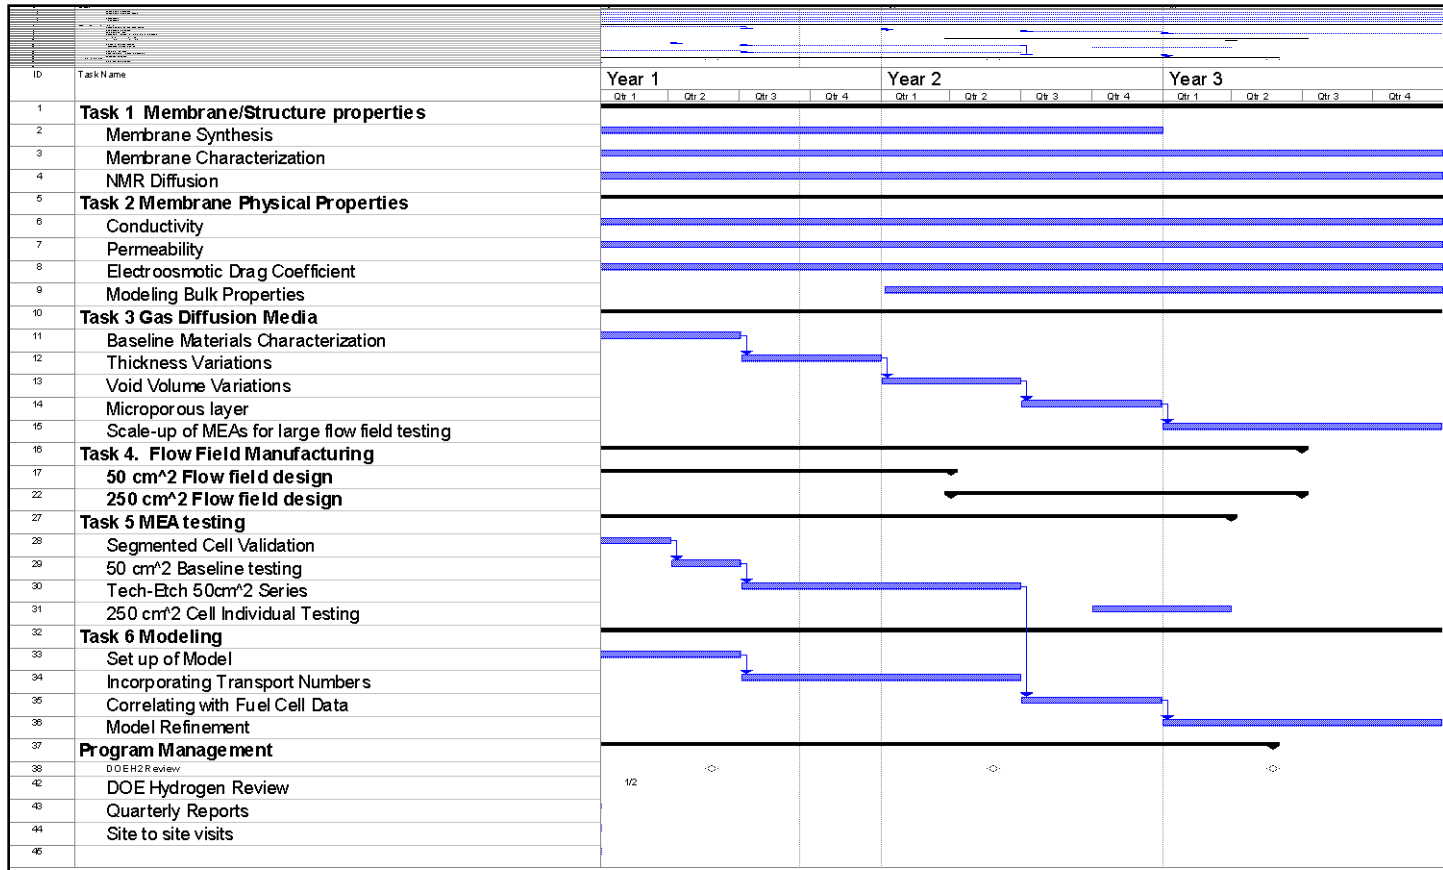 ID Task Name Year 1 Year 2 Year 3
Qtr 1 Qtr 2 Qtr 3 Qtr 4 Qtr 1 Qtr 2 Qtr 3 Qtr 4 Qtr 1 Qtr 2 Qtr 3 Qtr 4
1 Task 1 Membrane/Structure properties
2 Membrane Synthesis
3 Membrane Characterization
4 NMR Diffusion
5 Task 2 Membrane Physical Properties
6 Conductivity
7 Permeability
8 Electroosmotic Drag Coefficient
9 Modeling Bulk Properties
10 Task 3 Gas Diffusion Media
11 Baseline Materials Characterization
12 Thickness Variations
13 Void Volume Variations
14 Microporous layer
15 Scale-up of MEAs for large flow field testing
16 Task 4. Flow Field Manufacturing
17 50 cm^2 Flow field design
22 250 cm^2 Flow field design
27 Task 5 MEA testing
28 Segmented Cell Validation
29 50 cm^2 Baseline testing
30 Tech-Etch 50cm^2 Series
31 250 cm^2 Cell Individual Testing
32 Task 6 Modeling
33 Set up of Model
34 Incorporating Transport Numbers
35 Correlating with Fuel Cell Data
36 Model Refinement
37 Program Management
38 DOE H2 Review
42 DOE Hydrogen Review 1/2
43 Quarterly Reports
44 Site to site visits
45